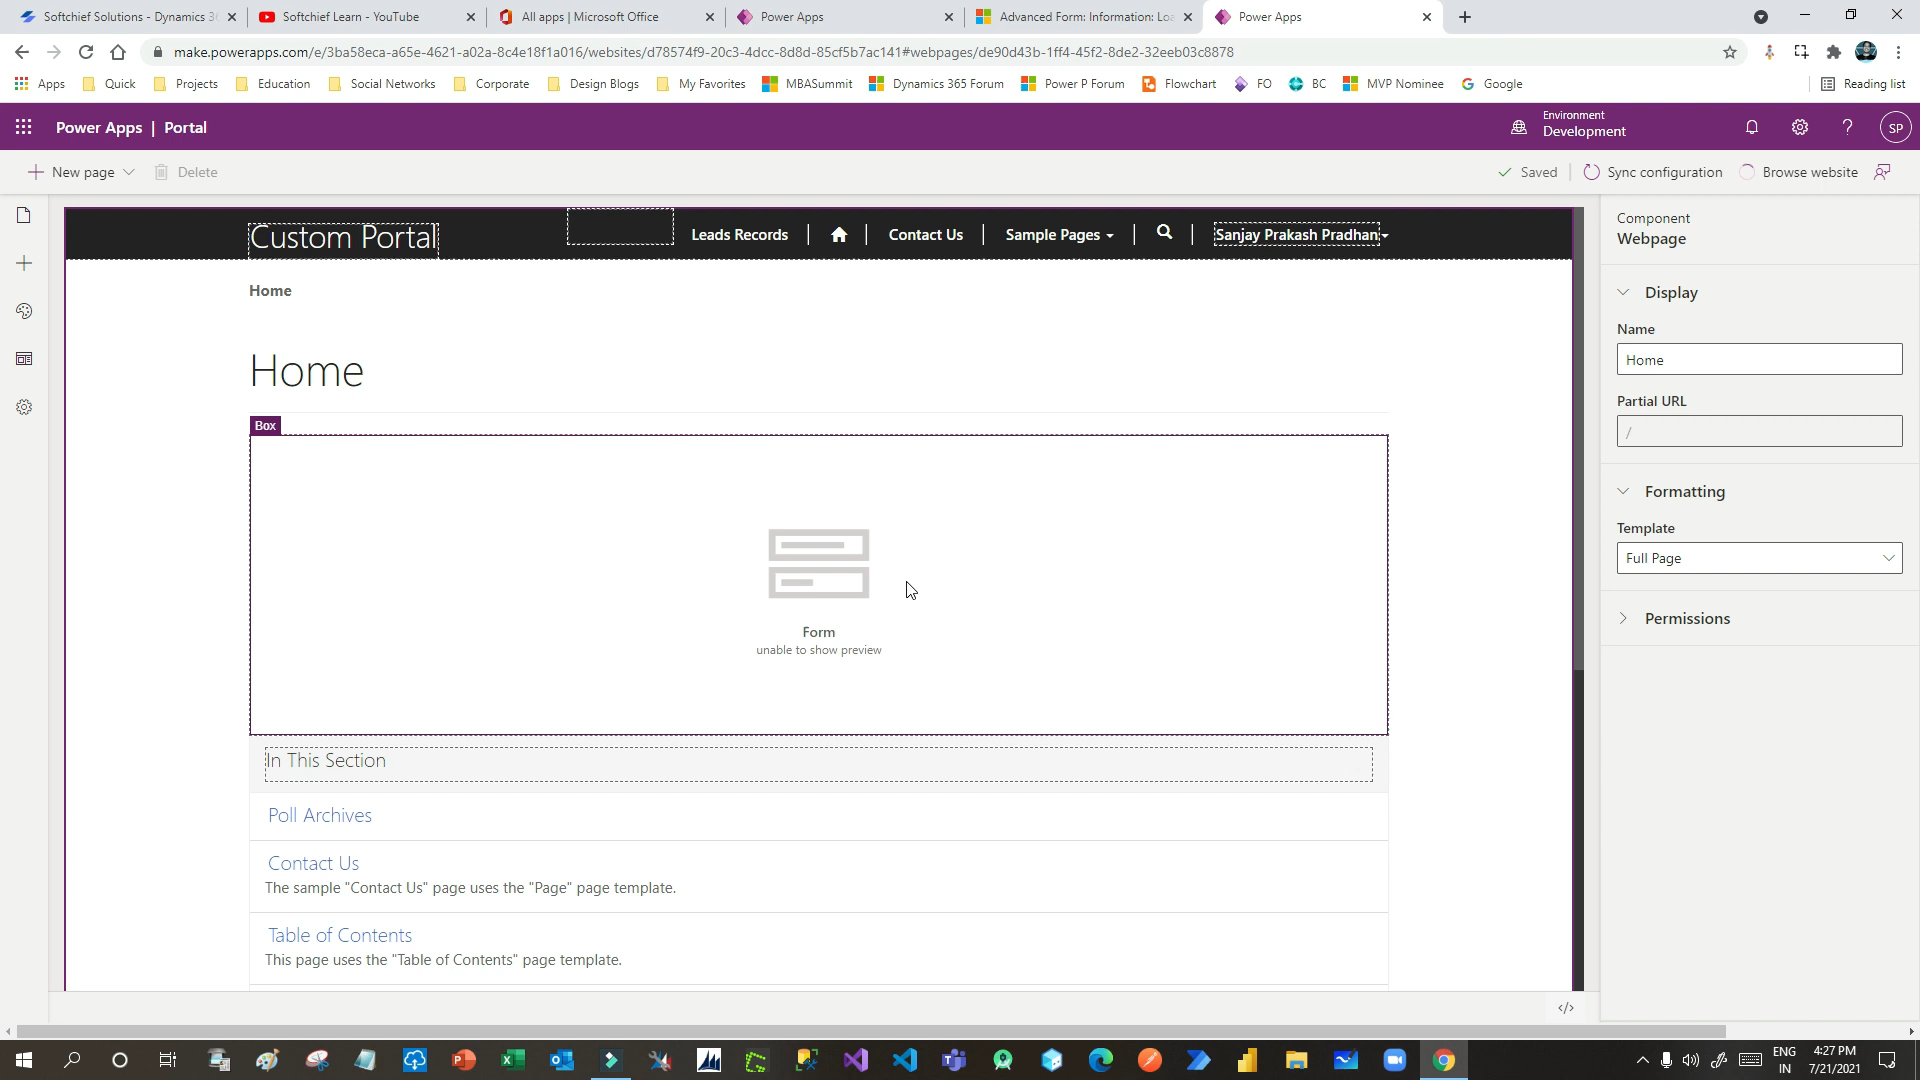 Softchief Solutions - Dynamics 3
Softchief Learn - YouTube
All apps | Microsoft Office
Power Apps
Advanced Form: Information: Loa
Power Apps
make.powerapps.com/e/3ba58eca-a65e-4621-a02a-8c4e18f1a016/websites/d78574f9-20c3-4dcc-8d8d-85cf5b7ac141#webpages/de90d43b-1ff4-45f2-8de2-32eeb03c8878
Apps
Quick
Projects
Education
Social Networks
Corporate
Design Blogs
My Favorites
MBASummit
Dynamics 365 Forum
Power P Forum
Flowchart
FO
BC
MVP Nominee
Google
Reading list
Power Apps | Portal
Environment
Development
SP
New page
Delete
Saved
Sync configuration
Browse website
Custom Portal
Leads Records
Contact Us
Sample Pages
Sanjay Prakash Pradhan
Home
Home
Box
Form
unable to show preview
In This Section
Poll Archives
Contact Us
The sample "Contact Us" page uses the "Page" page template.
Table of Contents
This page uses the "Table of Contents" page template.
Component
Webpage
Display
Name
Home
Partial URL
/
Formatting
Template
Full Page
Permissions
</>
ENG
IN
4:27 PM
7/21/2021